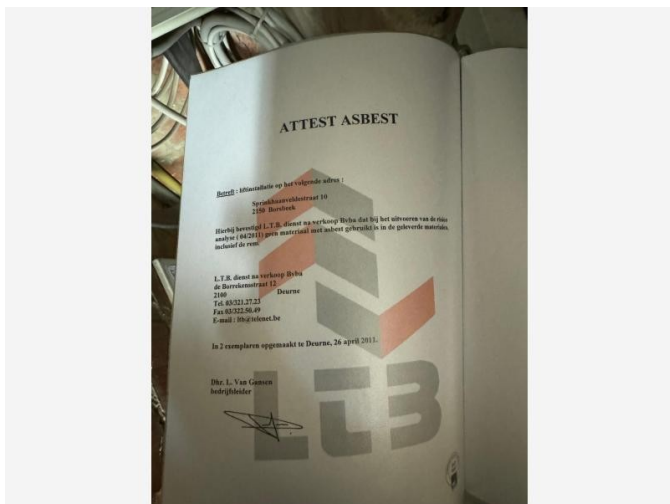 ATTEST ASBEST
Betreft : liftinstallatie op het volgende adres :
Sprinkhaanveldstraat 10
2150 Borsbeek
Hierbij bevestigd L.T.B. dienst na verkoop Bvba dat bij het uitvoeren van de risico
analyse ( 04/2011) geen materiaal met asbest gebruikt is in de geleverde materialen,
inclusief de rem.
L.T.B. dienst na verkoop Bvba
de Borrekensstraat 12
2100 Deurne
Tel. 03/321.27.23
Fax 03/322.50.49
E-mail : ltb@telenet.be
In 2 exemplaren opgemaakt te Deurne, 26 april 2011.
Dhr. L. Van Gansen
bedrijfsleider
LTB